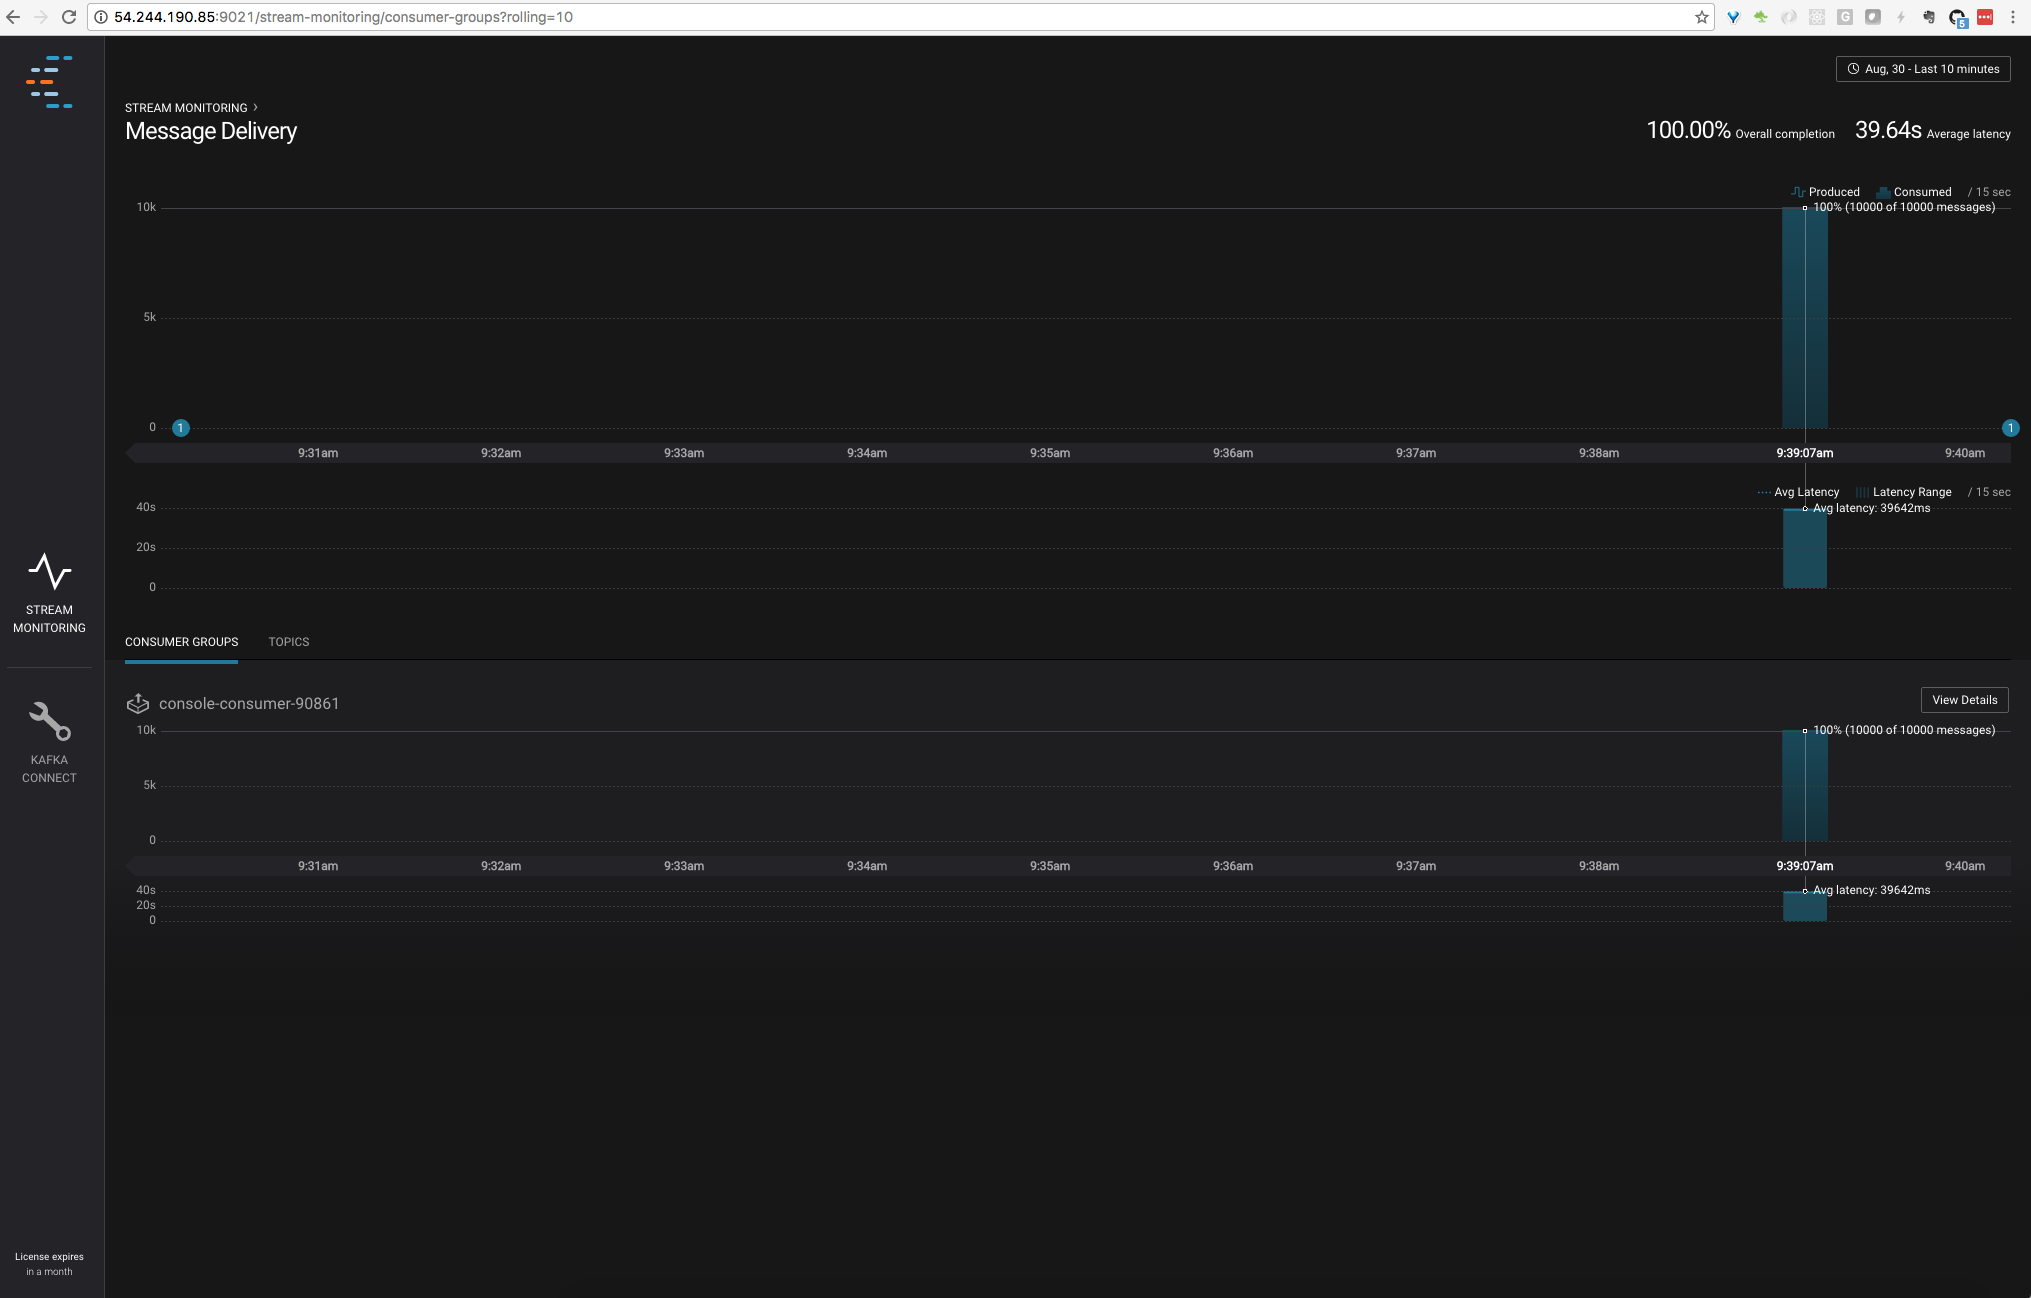 54.244.190.85:9021/stream-monitoring/consumer-groups?rolling=10
G
5
Aug, 30 - Last 10 minutes
STREAM MONITORING ›
Message Delivery
100.00% Overall completion 39.64s Average latency
Produced Consumed / 15 sec
10k 100% (10000 of 10000 messages)
5k
0 1 1
9:31am 9:32am 9:33am 9:34am 9:35am 9:36am 9:37am 9:38am 9:39:07am 9:40am
Avg Latency Latency Range / 15 sec
40s Avg latency: 39642ms
20s
0
STREAM
MONITORING
CONSUMER GROUPS TOPICS
console-consumer-90861 View Details
10k 100% (10000 of 10000 messages)
KAFKA
CONNECT
5k
0
9:31am 9:32am 9:33am 9:34am 9:35am 9:36am 9:37am 9:38am 9:39:07am 9:40am
40s Avg latency: 39642ms
20s
0
License expires
in a month